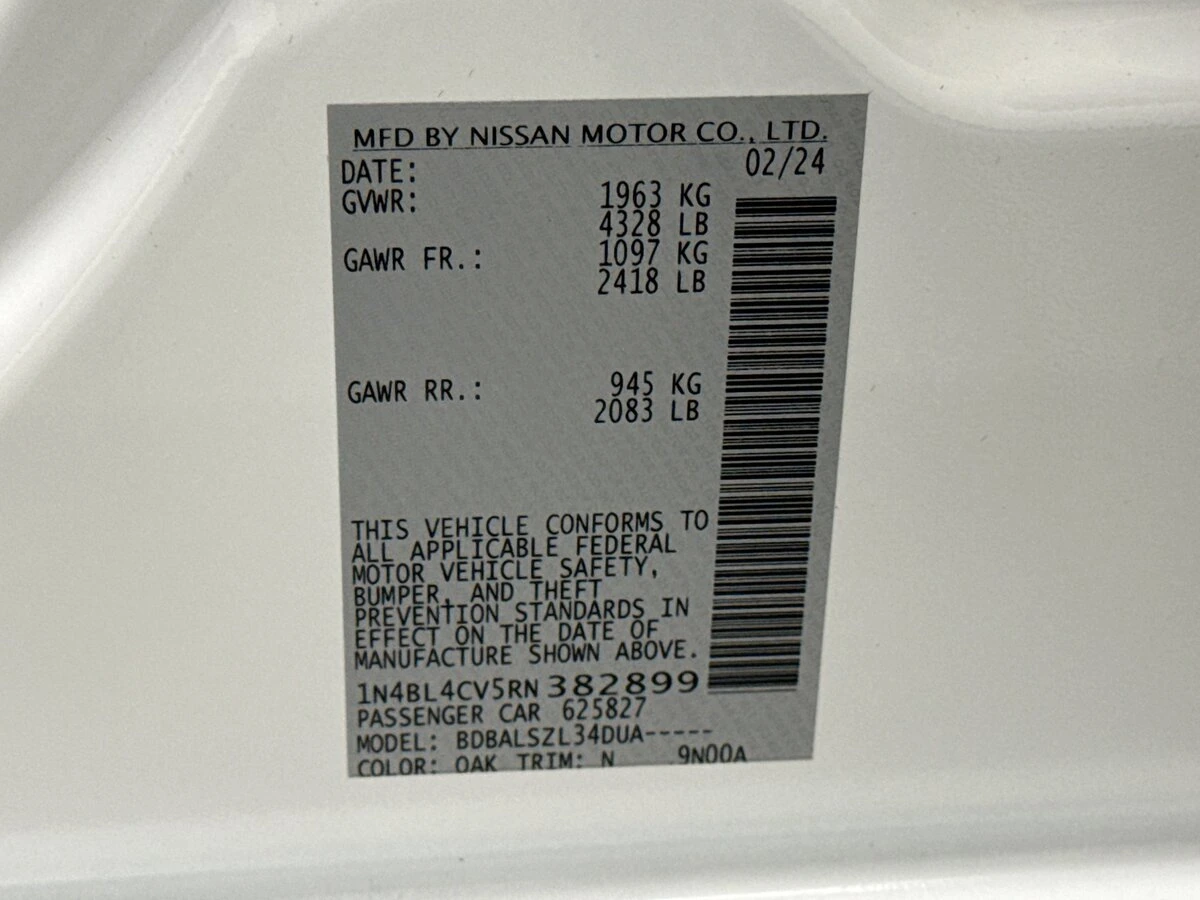 MFD BY NISSAN MOTOR CO., LTD.
DATE: 02/24
GVWR: 1963 KG
4328 LB
GAWR FR.: 1097 KG
2418 LB
GAWR RR.: 945 KG
2083 LB
THIS VEHICLE CONFORMS TO
ALL APPLICABLE FEDERAL
MOTOR VEHICLE SAFETY,
BUMPER, AND THEFT
PREVENTION STANDARDS IN
EFFECT ON THE DATE OF
MANUFACTURE SHOWN ABOVE.
1N4BL4CV5RN382899
PASSENGER CAR 625827
MODEL: BDBALSZL34DUA-----
COLOR: QAK TRIM: N 9N00A